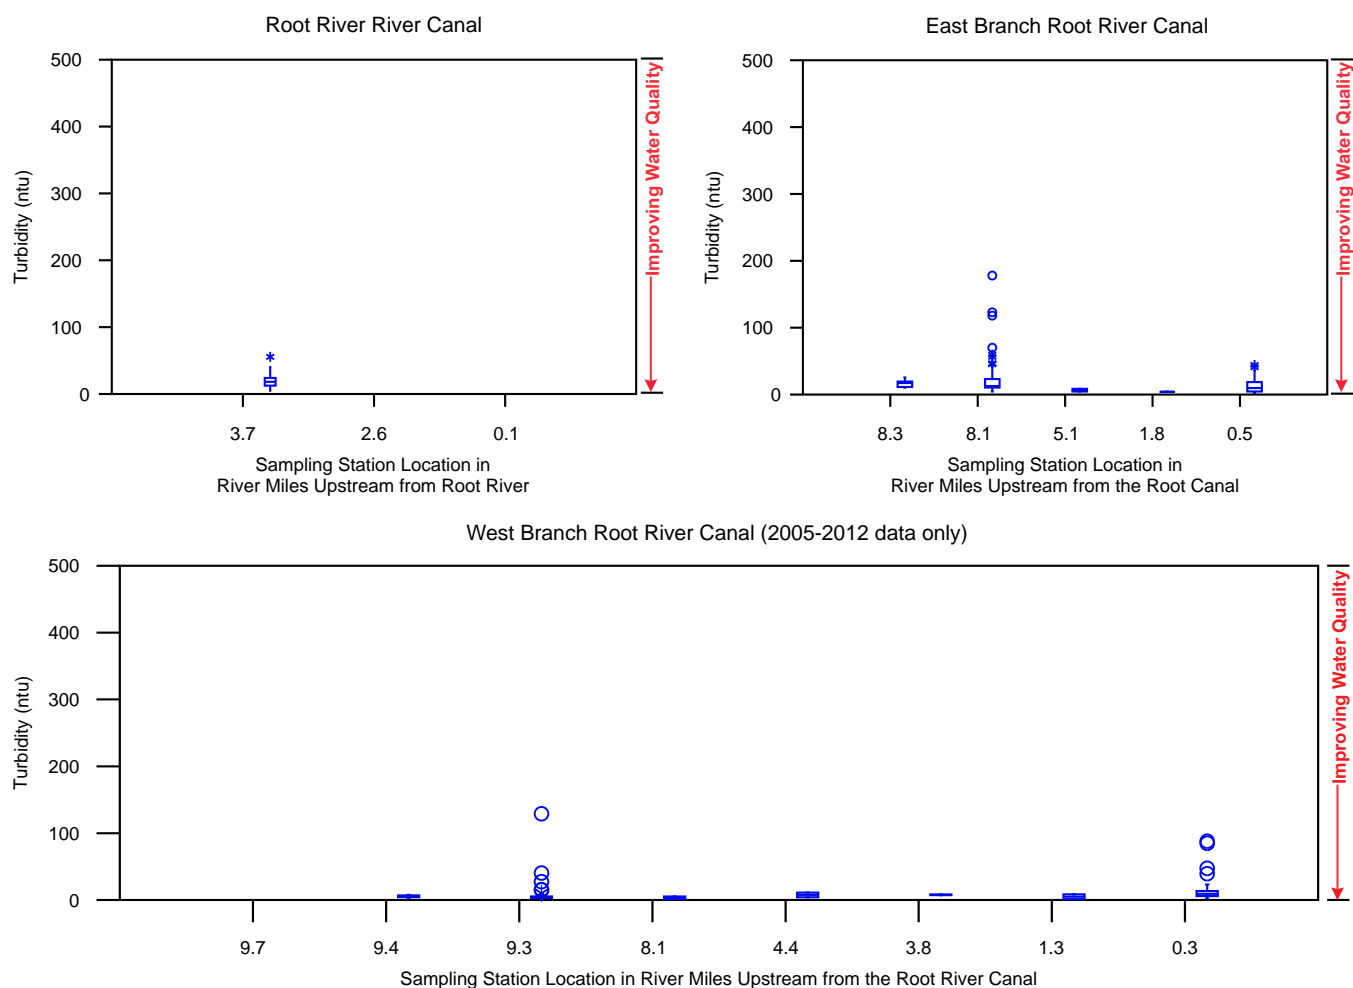 Root River River Canal
500
400
300
200
100
0
Turbidity (ntu)
3.7 2.6 0.1
Sampling Station Location in
River Miles Upstream from Root River
Improving Water Quality
East Branch Root River Canal
500
400
300
200
100
0
Turbidity (ntu)
8.3 8.1 5.1 1.8 0.5
Sampling Station Location in
River Miles Upstream from the Root Canal
Improving Water Quality
West Branch Root River Canal (2005-2012 data only)
500
400
300
200
100
0
Turbidity (ntu)
9.7 9.4 9.3 8.1 4.4 3.8 1.3 0.3
Sampling Station Location in River Miles Upstream from the Root River Canal
Improving Water Quality